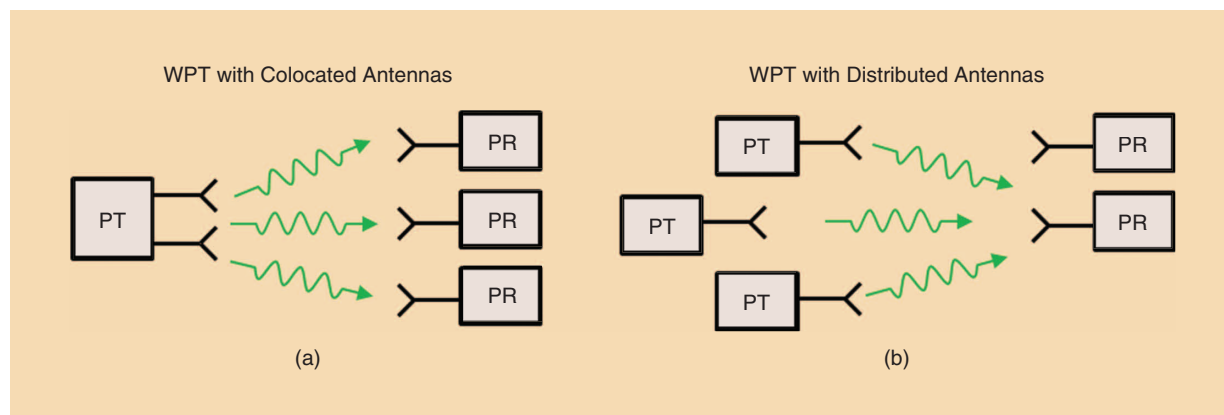 WPT with Colocated Antennas
PT
PR
PR
PR
(a)
WPT with Distributed Antennas
PT
PT
PT
PR
PR
(b)